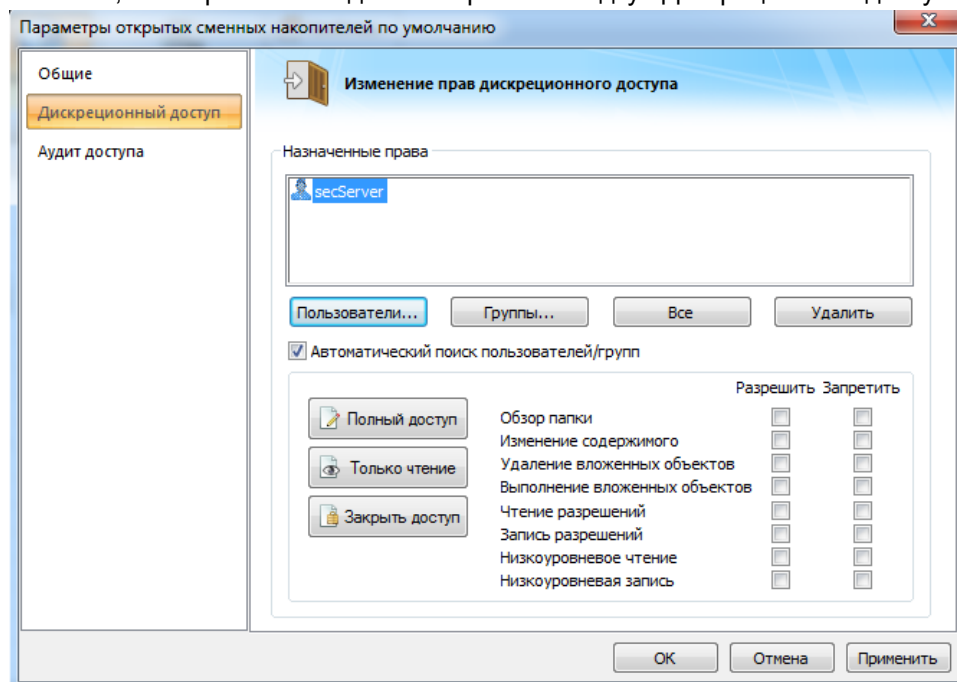 Параметры открытых сменных накопителей по умолчанию
Общие
Дискреционный доступ
Аудит доступа
Изменение прав дискреционного доступа
Назначенные права
secServer
Пользователи... Группы... Все Удалить
Автоматический поиск пользователей/групп
Разрешить Запретить
Полный доступ
Только чтение
Закрыть доступ
Обзор папки
Изменение содержимого
Удаление вложенных объектов
Выполнение вложенных объектов
Чтение разрешений
Запись разрешений
Низкоуровневое чтение
Низкоуровневая запись
ОК Отмена Применить